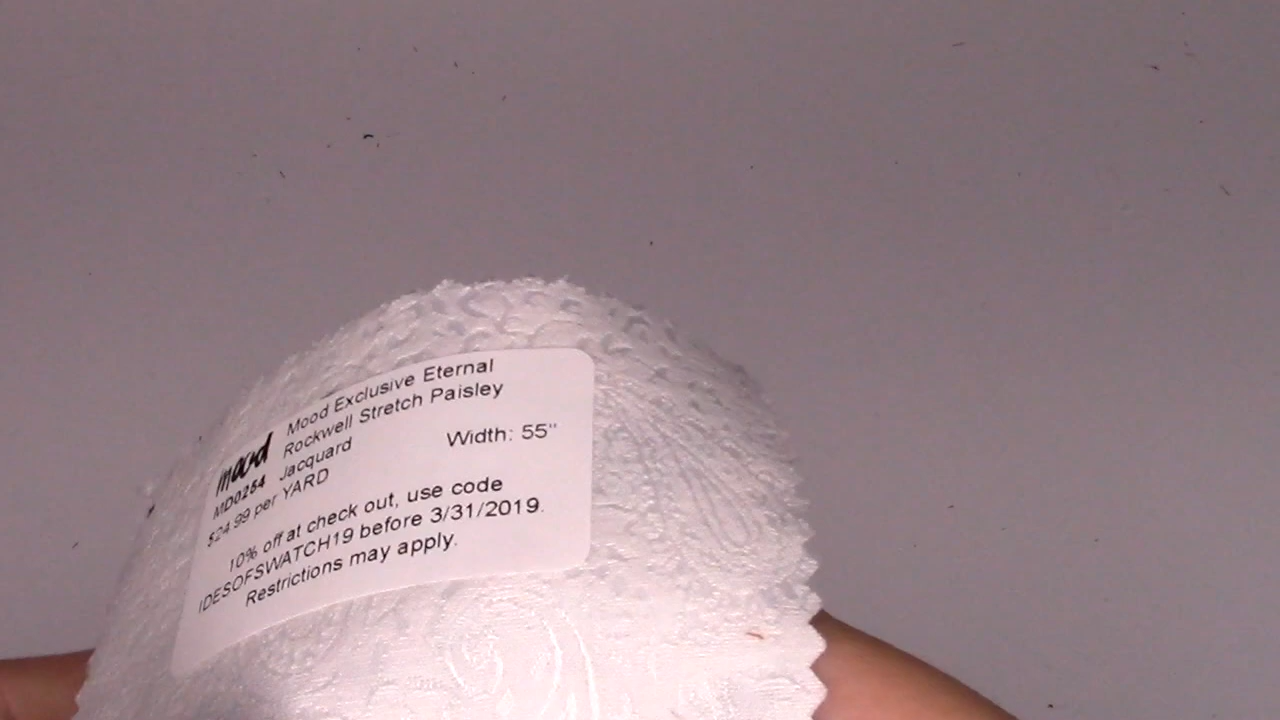 mood
Mood Exclusive Eternal
Rockwell Stretch Paisley
Jacquard
MD0254
Width: 55"
$24.99 per YARD
10% off at check out, use code
IDESOFSWATCH19 before 3/31/2019.
Restrictions may apply.